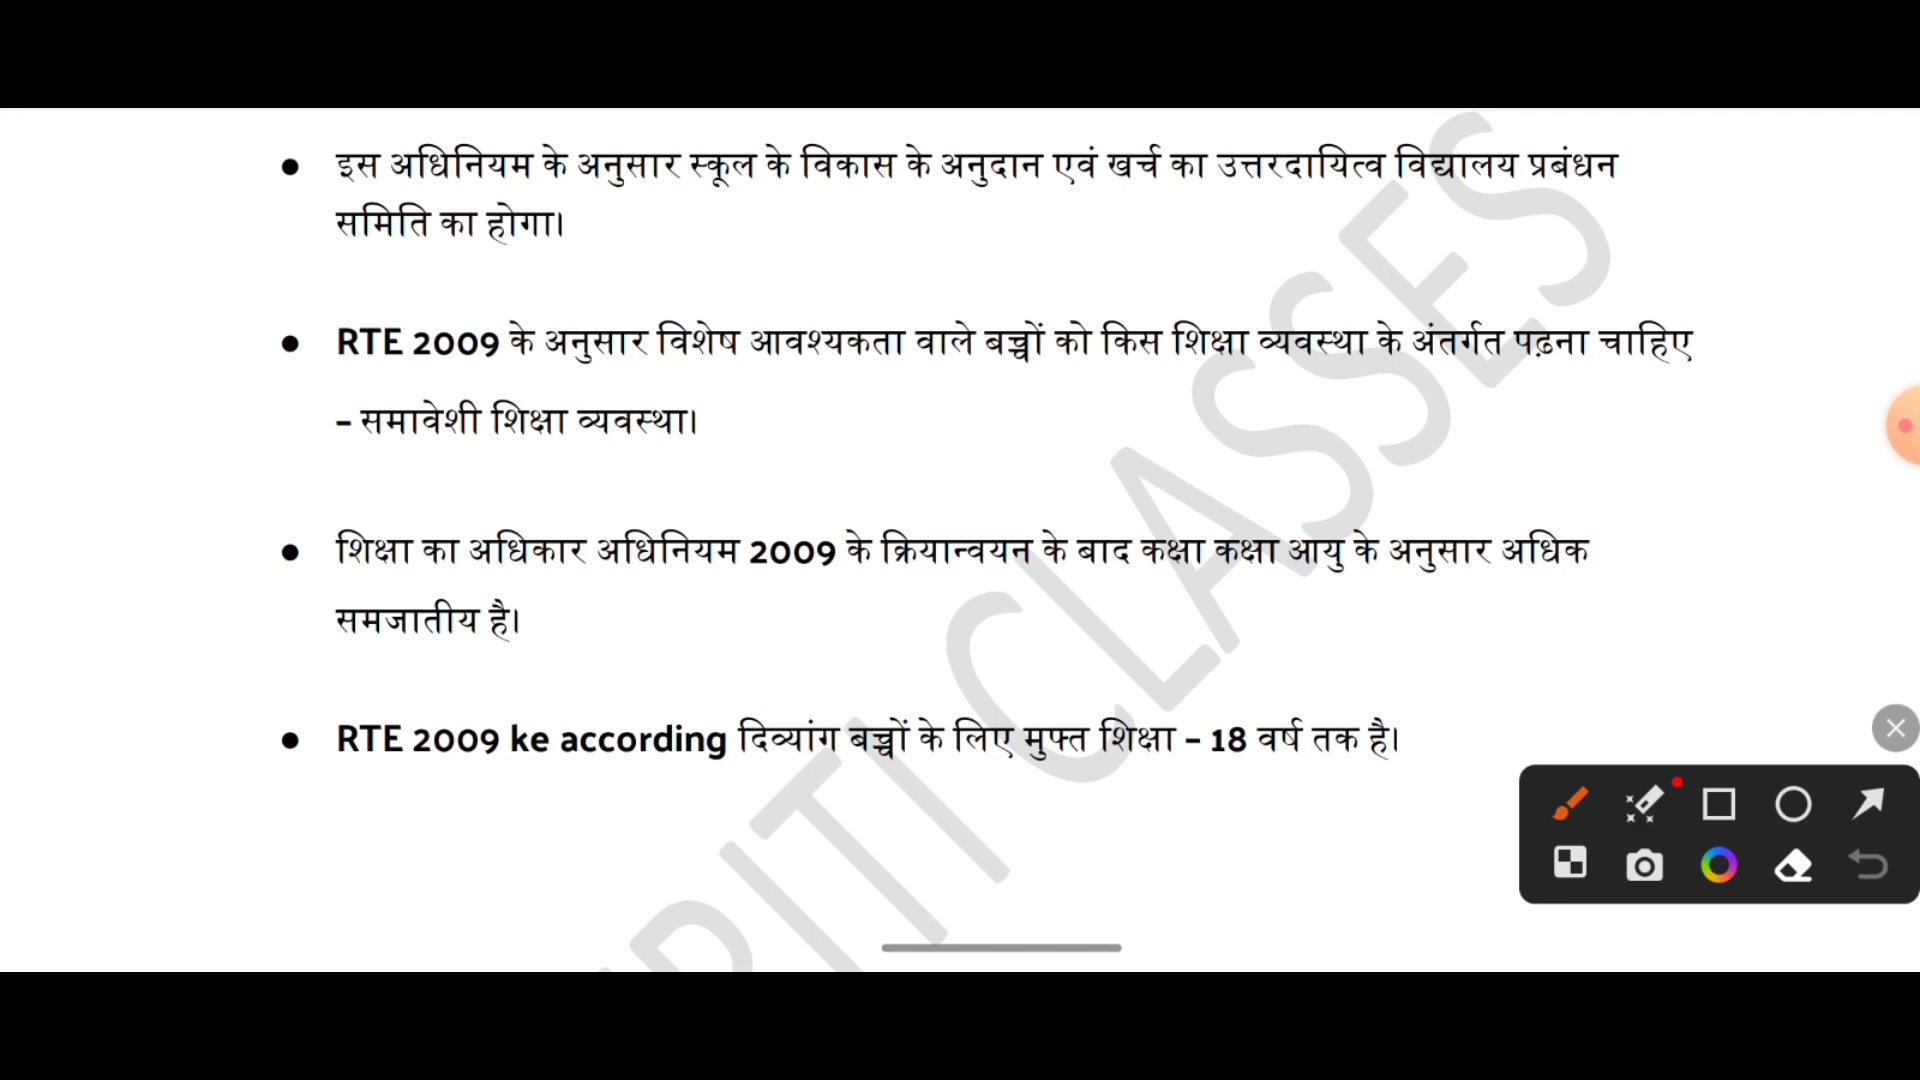 ● इस अधिनियम के अनुसार स्कूल के विकास के अनुदान एवं खर्च का उत्तरदायित्व विद्यालय प्रबंधन
समिति का होगा।
● RTE 2009 के अनुसार विशेष आवश्यकता वाले बच्चों को किस शिक्षा व्यवस्था के अंतर्गत पढ़ना चाहिए
– समावेशी शिक्षा व्यवस्था।
● शिक्षा का अधिकार अधिनियम 2009 के क्रियान्वयन के बाद कक्षा कक्षा आयु के अनुसार अधिक
समजातीय है।
● RTE 2009 ke according दिव्यांग बच्चों के लिए मुफ्त शिक्षा – 18 वर्ष तक है।
CLASSES